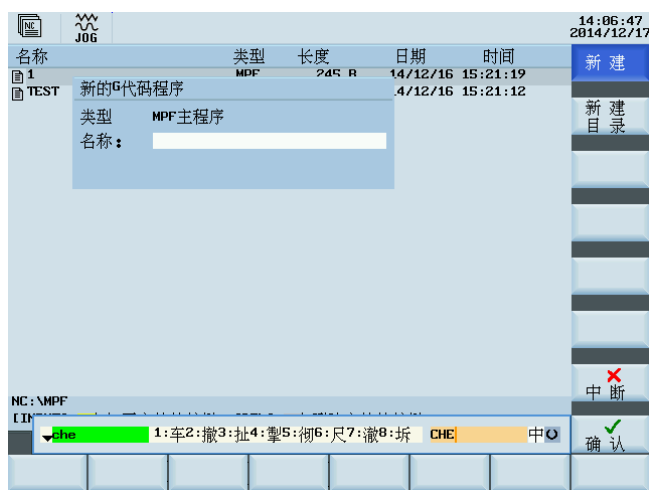 NC
JOG
14:06:47
2014/12/17
名称 类型 长度 日期 时间
1 MPF 245 B 14/12/16 15:21:19
TEST .4/12/16 15:21:12
新的G代码程序
类型 MPF主程序
名称:
新建
新建
目录
中断
确认
NC:\MPF
che 1:车2:撤3:扯4:掣5:彻6:尺7:澈8:坼 CHE 中